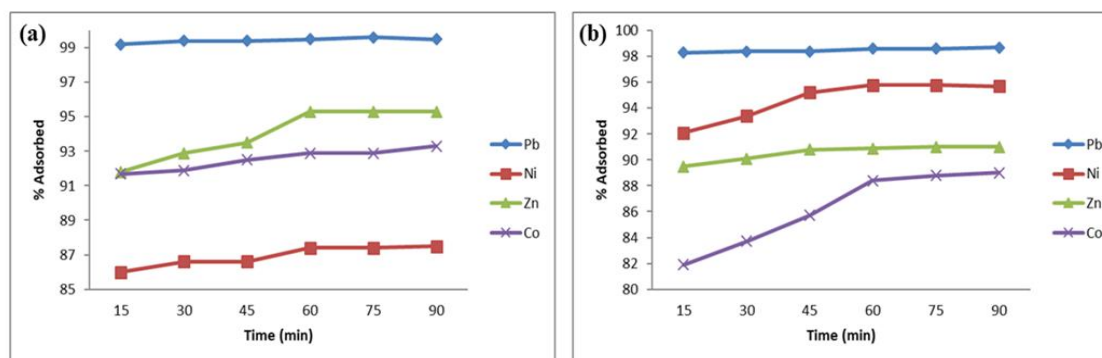 (a)
99
97
95
93
91
89
87
85
% Adsorbed
15 30 45 60 75 90
Time (min)
Pb
Ni
Zn
Co
(b)
100
98
96
94
92
90
88
86
84
82
80
% Adsorbed
15 30 45 60 75 90
Time (min)
Pb
Ni
Zn
Co